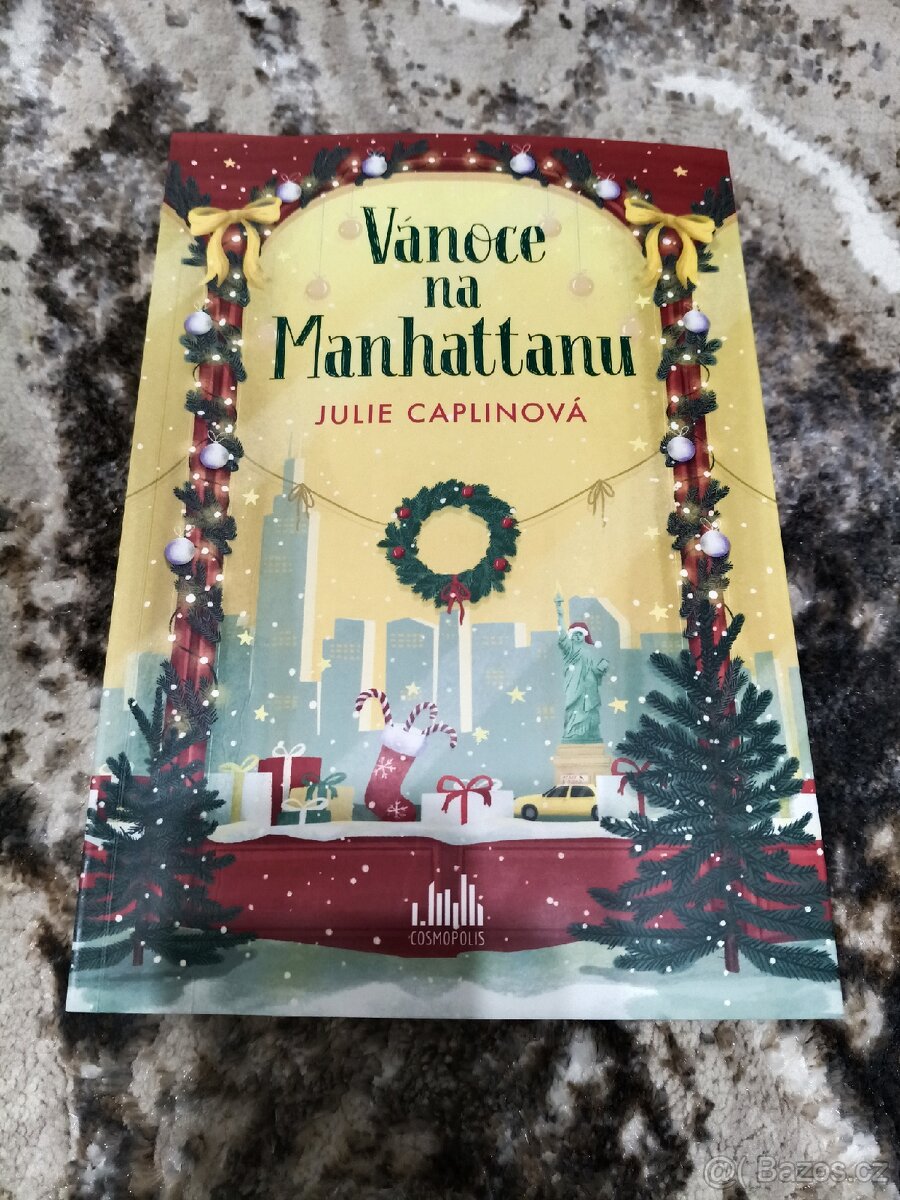 Vánoce
na
Manhattanu
JULIE CAPLINOVÁ
COSMOPOLIS
@( Bazos.cz